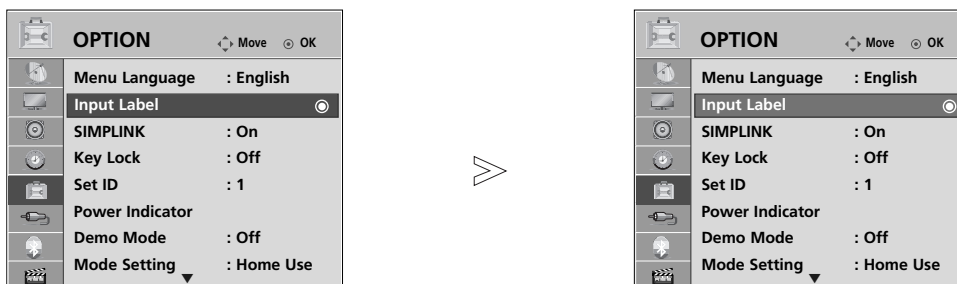 OPTION Move OK
Menu Language : English
Input Label
SIMPLINK : On
Key Lock : Off
Set ID : 1
Power Indicator
Demo Mode : Off
Mode Setting : Home Use
OPTION Move OK
Menu Language : English
Input Label
SIMPLINK : On
Key Lock : Off
Set ID : 1
Power Indicator
Demo Mode : Off
Mode Setting : Home Use